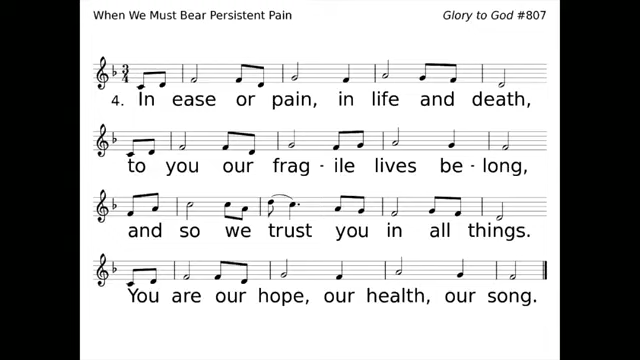 When We Must Bear Persistent Pain Glory to God #807
3
4
4. In ease or pain, in life and death,
to you our frag - ile lives be - long,
and so we trust you in all things.
You are our hope, our health, our song.